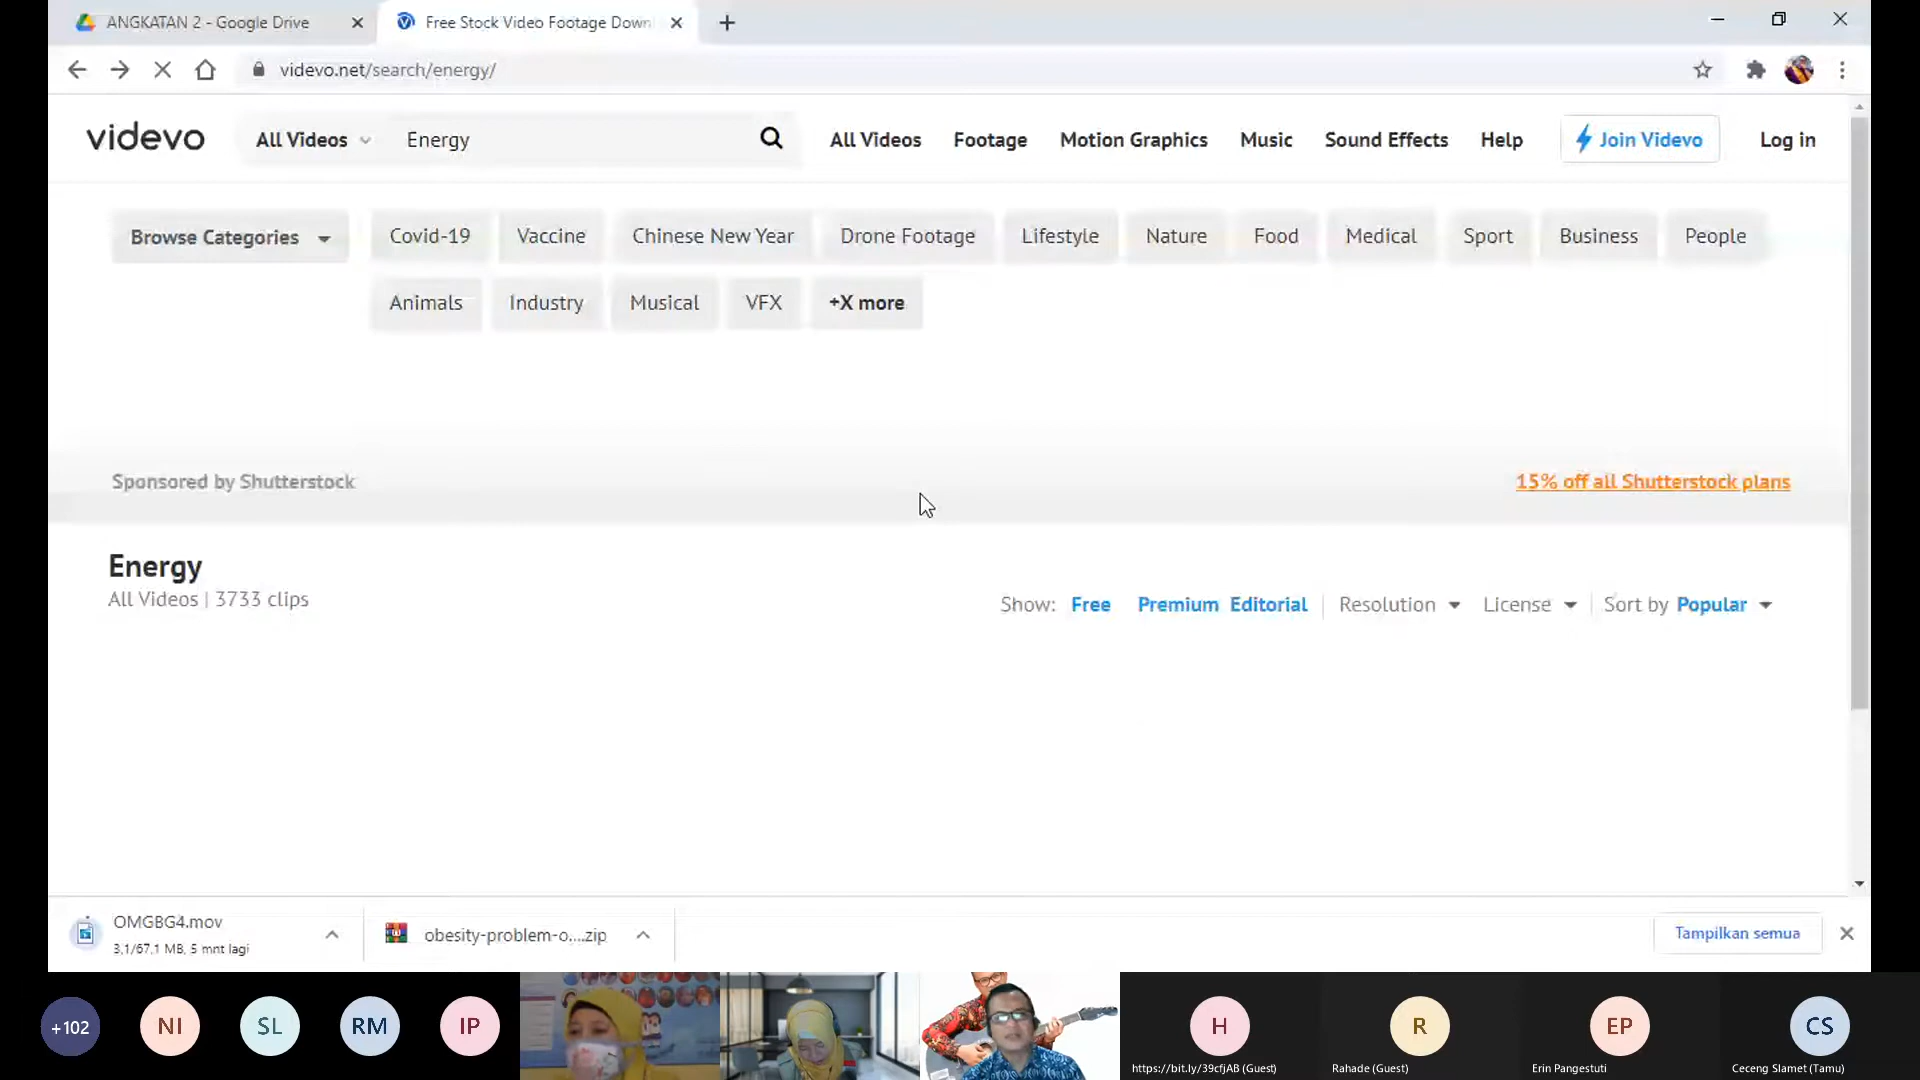 ANGKATAN 2 - Google Drive
Free Stock Video Footage Down
videvo.net/search/energy/
videvo
All Videos
Energy
All Videos
Footage
Motion Graphics
Music
Sound Effects
Help
Join Videvo
Log in
Browse Categories
Covid-19
Vaccine
Chinese New Year
Drone Footage
Lifestyle
Nature
Food
Medical
Sport
Business
People
Animals
Industry
Musical
VFX
+X more
Sponsored by Shutterstock
15% off all Shutterstock plans
Energy
All Videos | 3733 clips
Show:
Free
Premium
Editorial
Resolution
License
Sort by Popular
OMGBG4.mov
3,1/67,1 MB, 5 mnt lagi
obesity-problem-o....zip
Tampilkan semua
+102
NI
SL
RM
IP
H
R
EP
CS
https://bit.ly/39cfjAB (Guest)
Rahade (Guest)
Erin Pangestuti
Ceceng Slamet (Tamu)